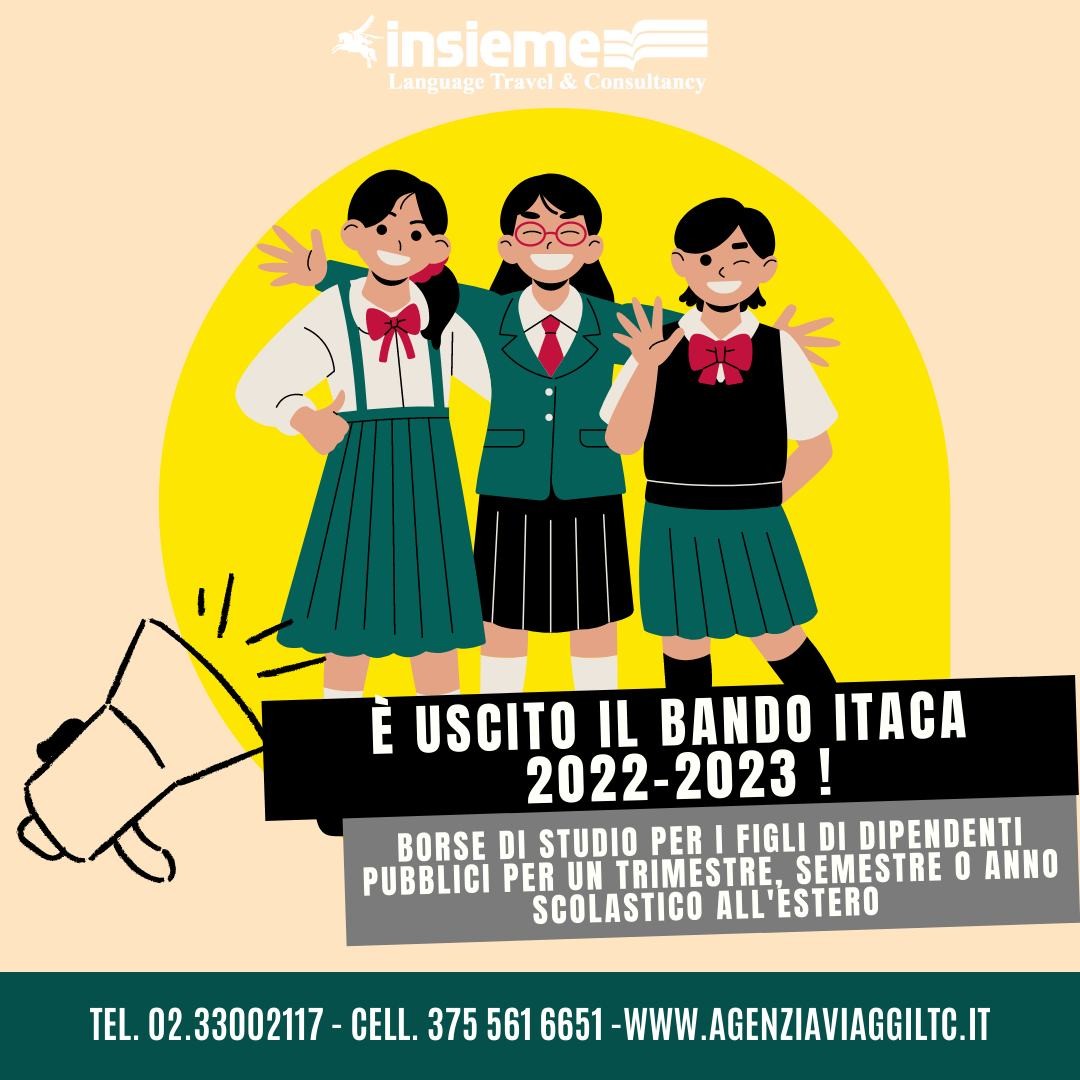 insieme
Language Travel & Consultancy
È USCITO IL BANDO ITACA
2022-2023 !
BORSE DI STUDIO PER I FIGLI DI DIPENDENTI
PUBBLICI PER UN TRIMESTRE, SEMESTRE O ANNO
SCOLASTICO ALL'ESTERO
TEL. 02.33002117 - CELL. 375 561 6651 -WWW.AGENZIAVIAGGILTC.IT